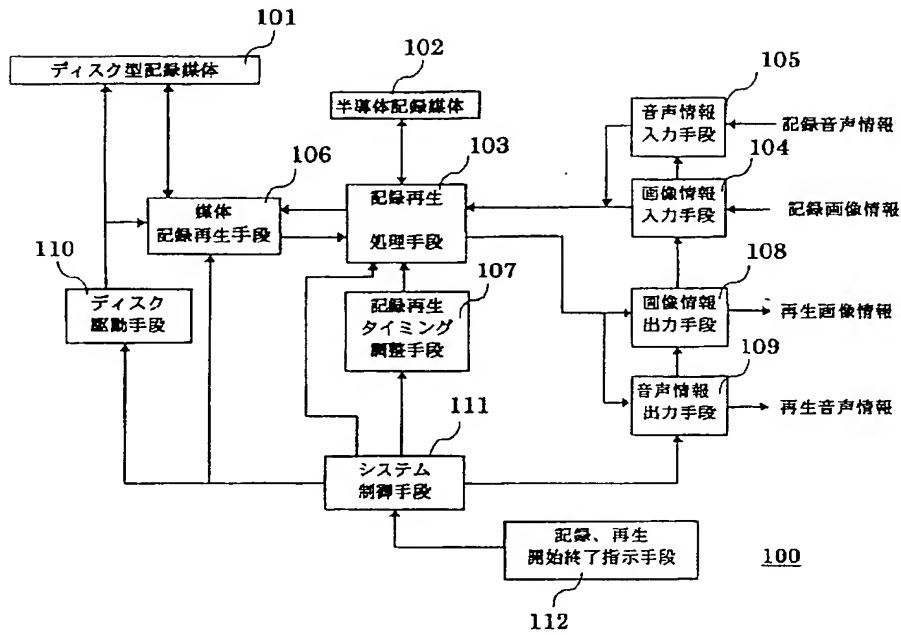 101
ディスク型記録媒体
102
半導体記録媒体
105
音声情報
入力手段
記録音声情報
103
104
106
媒体
記録再生手段
記録再生
処理手段
画像情報
入力手段
記録画像情報
110
ディスク
駆動手段
107
記録再生
タイミング
調整手段
108
画像情報
出力手段
再生画像情報
109
音声情報
出力手段
再生音声情報
111
システム
制御手段
記録、再生
開始終了指示手段
112
100